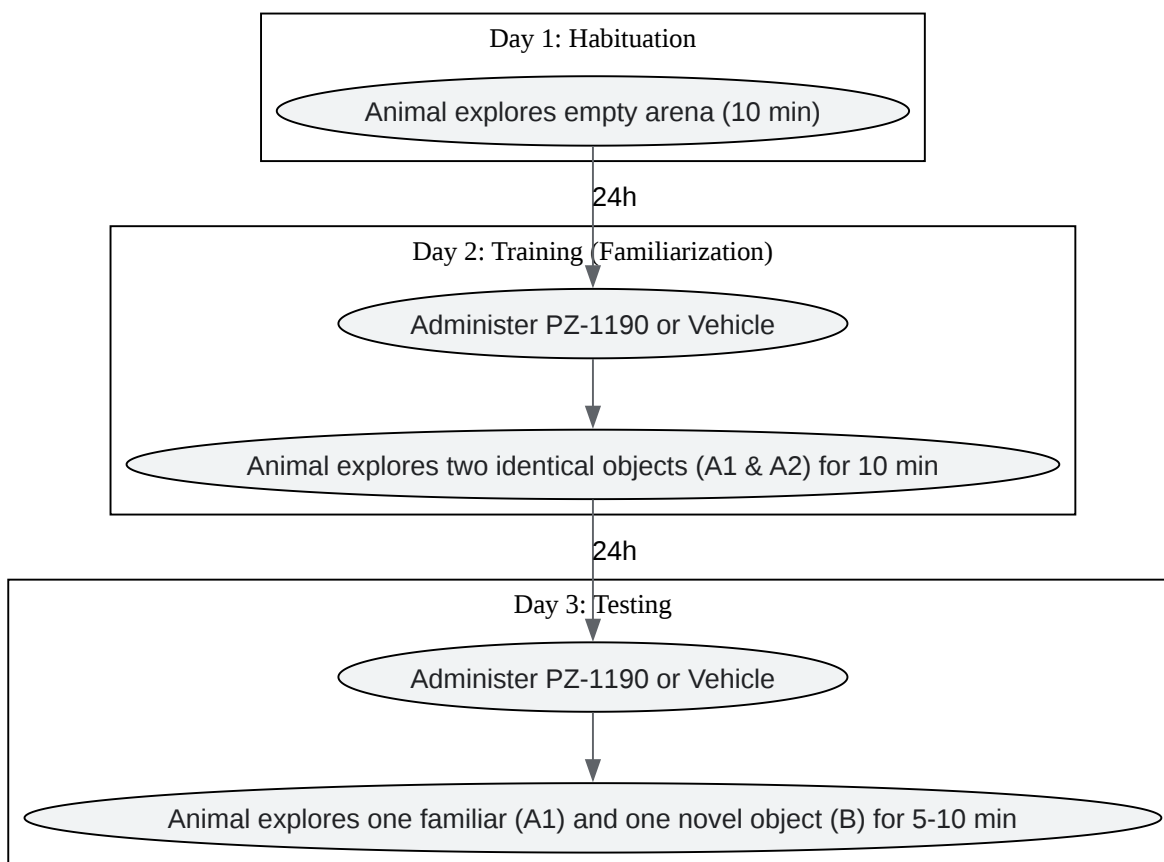 Day 1: Habituation
Animal explores empty arena (10 min)
24h
Day 2: Training (Familiarization)
Administer PZ-1190 or Vehicle
Animal explores two identical objects (A1 & A2) for 10 min
24h
Day 3: Testing
Administer PZ-1190 or Vehicle
Animal explores one familiar (A1) and one novel object (B) for 5-10 min